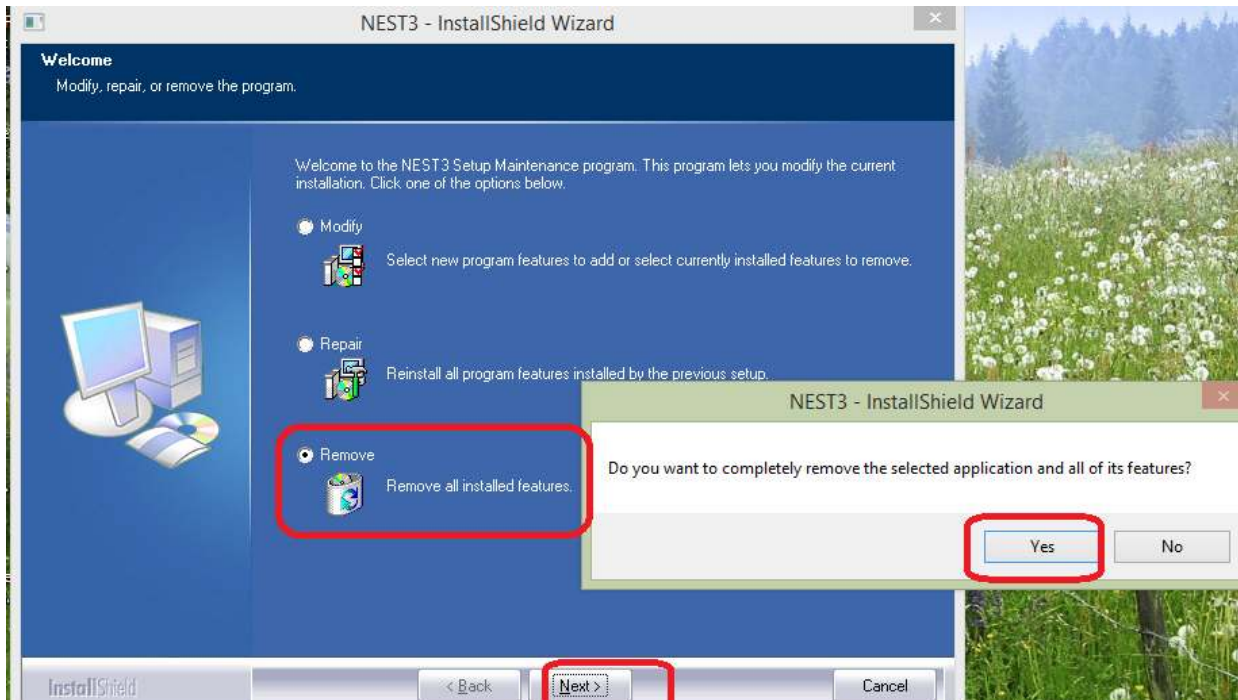 NEST3 - InstallShield Wizard
Welcome
Modify, repair, or remove the program.
Welcome to the NEST3 Setup Maintenance program. This program lets you modify the current
installation. Click one of the options below.
Modify
Select new program features to add or select currently installed features to remove.
Repair
Reinstall all program features installed by the previous setup.
Remove
Remove all installed features.
NEST3 - InstallShield Wizard
Do you want to completely remove the selected application and all of its features?
Yes
No
InstallShield
< Back
Next >
Cancel